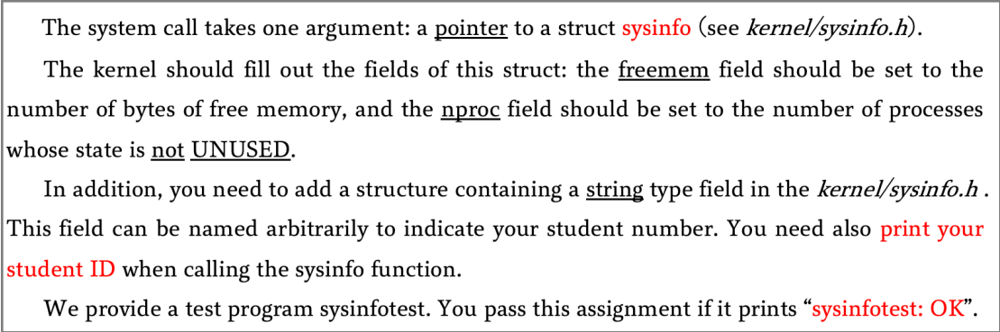 The system call takes one argument: a pointer to a struct sysinfo (see kernel/sysinfo.h).
The kernel should fill out the fields of this struct: the freemem field should be set to the
number of bytes of free memory, and the nproc field should be set to the number of processes
whose state is not UNUSED.
In addition, you need to add a structure containing a string type field in the kernel/sysinfo.h .
This field can be named arbitrarily to indicate your student number. You need also print your
student ID when calling the sysinfo function.
We provide a test program sysinfotest. You pass this assignment if it prints “sysinfotest: OK”.